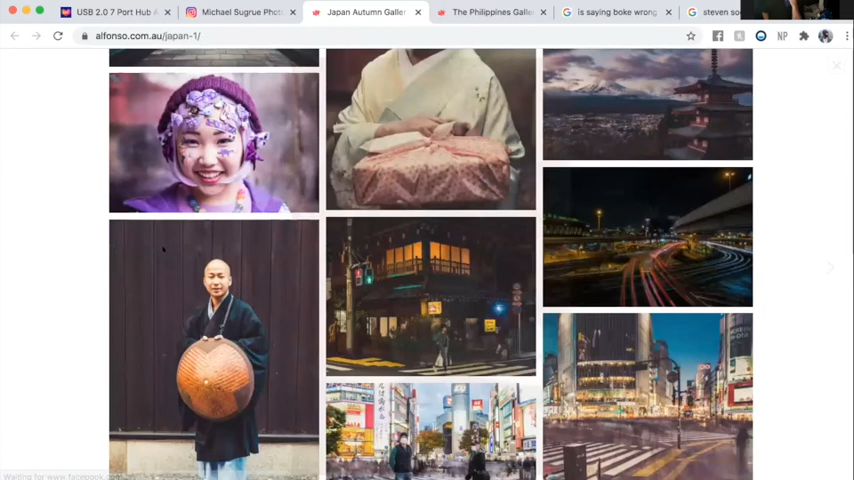 USB 2.0 7 Port Hub A
Michael Sugrue Phot
Japan Autumn Galle
The Philippines Galle
is saying boke wrong
steven so
alfonso.com.au/japan-1/
NP
Waiting for www.facebook.com